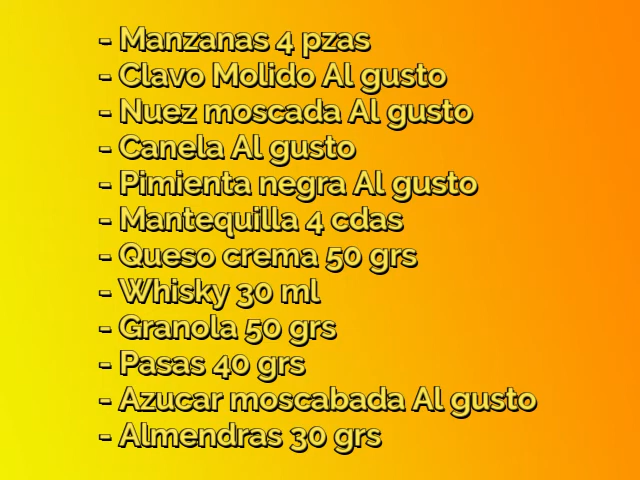 - Manzanas 4 pzas
- Clavo Molido Al gusto
- Nuez moscada Al gusto
- Canela Al gusto
- Pimienta negra Al gusto
- Mantequilla 4 cdas
- Queso crema 50 grs
- Whisky 30 ml
- Granola 50 grs
- Pasas 40 grs
- Azucar moscabada Al gusto
- Almendras 30 grs